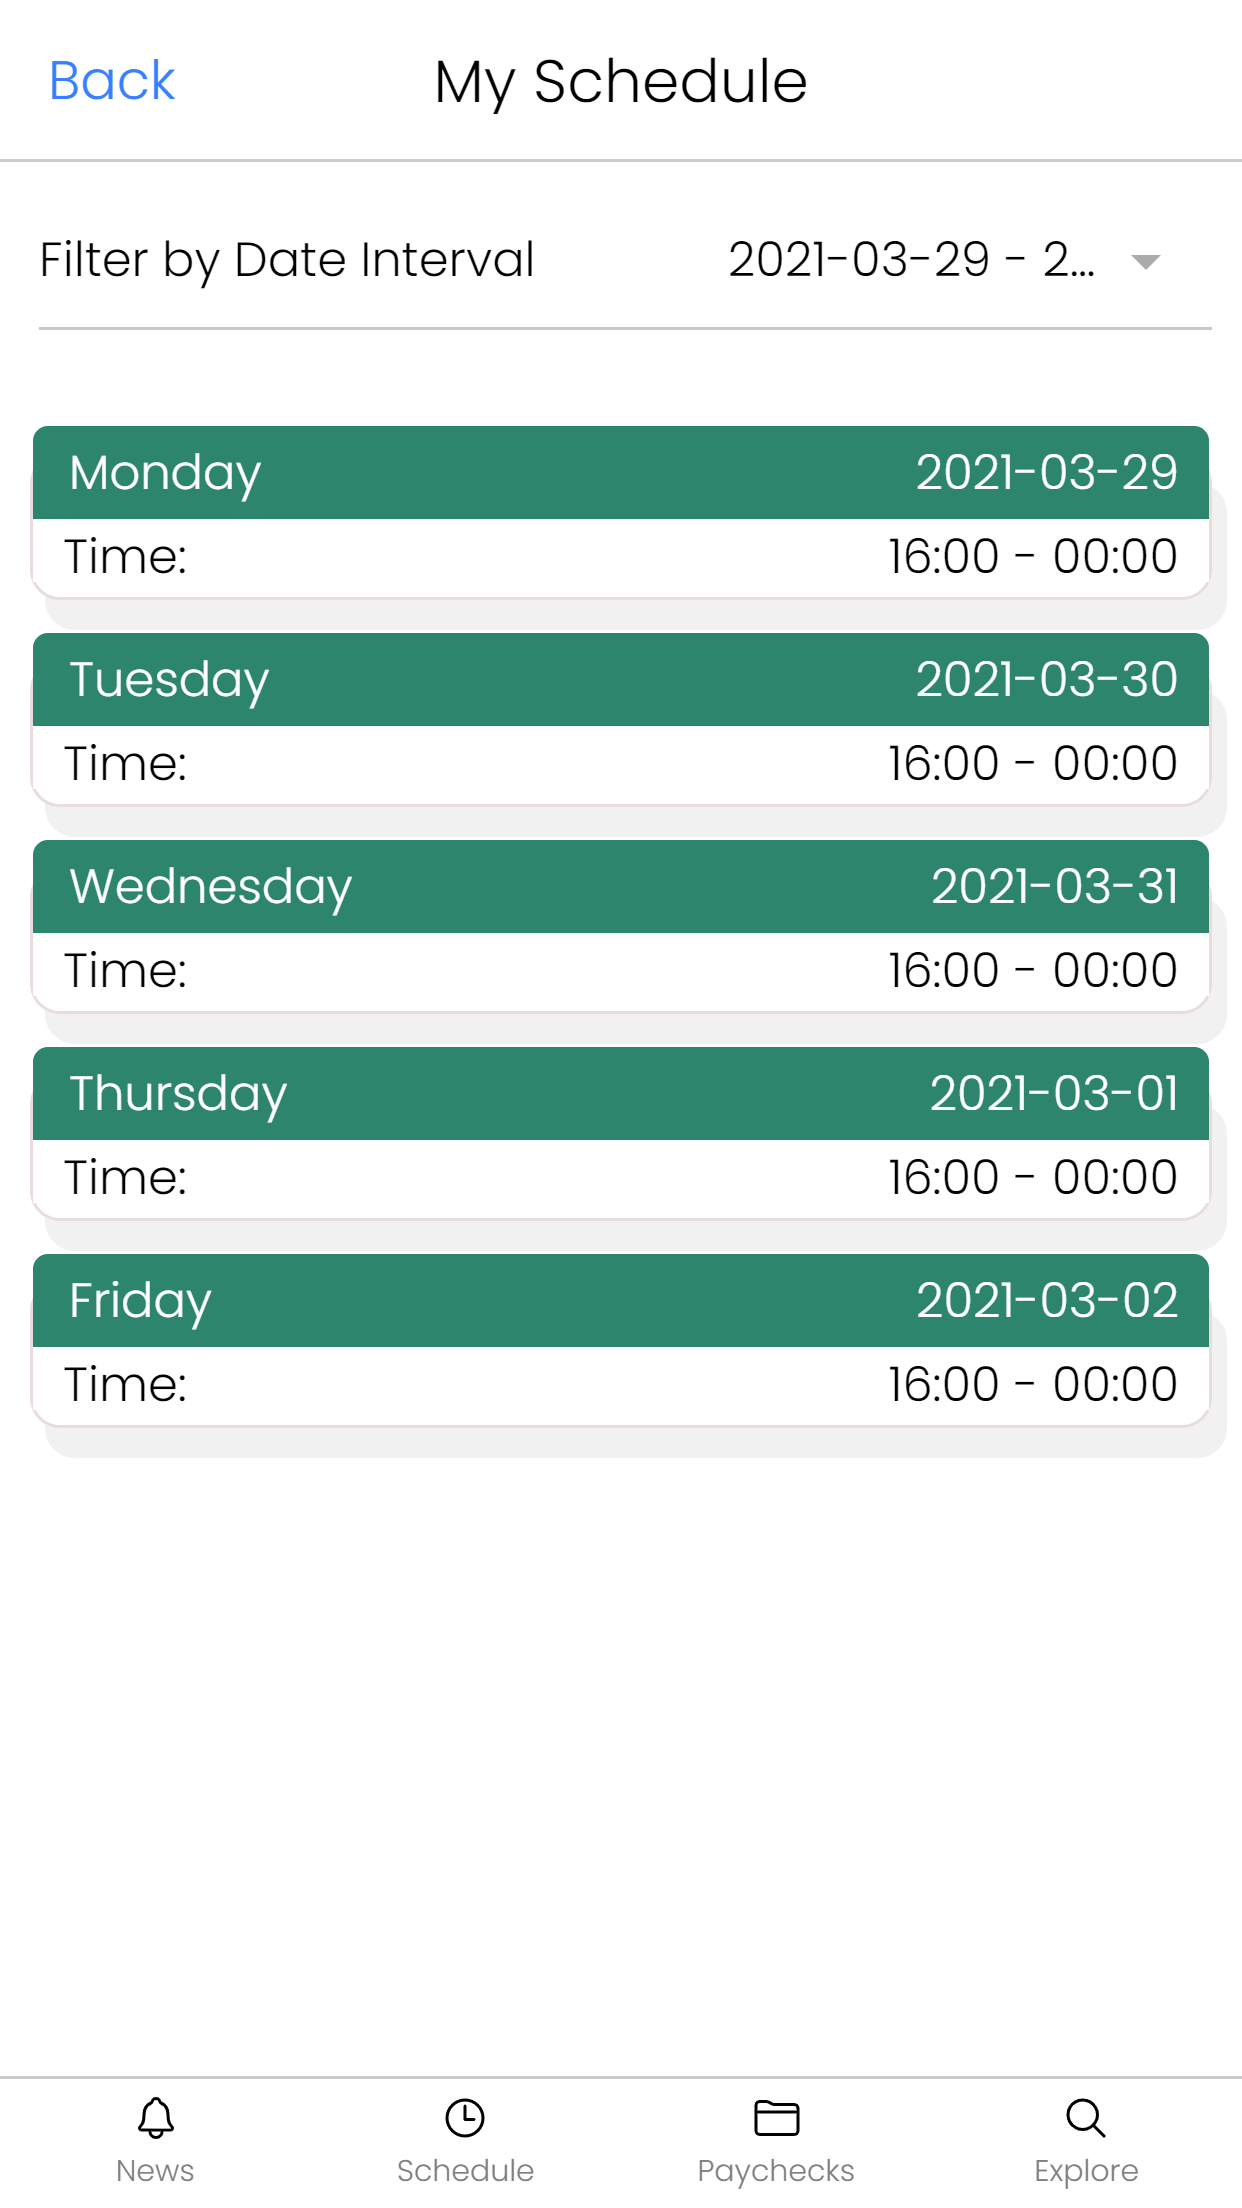 Back My Schedule
Filter by Date Interval 2021-03-29 - 2...
Monday 2021-03-29
Time: 16:00 - 00:00
Tuesday 2021-03-30
Time: 16:00 - 00:00
Wednesday 2021-03-31
Time: 16:00 - 00:00
Thursday 2021-03-01
Time: 16:00 - 00:00
Friday 2021-03-02
Time: 16:00 - 00:00
News Schedule Paychecks Explore